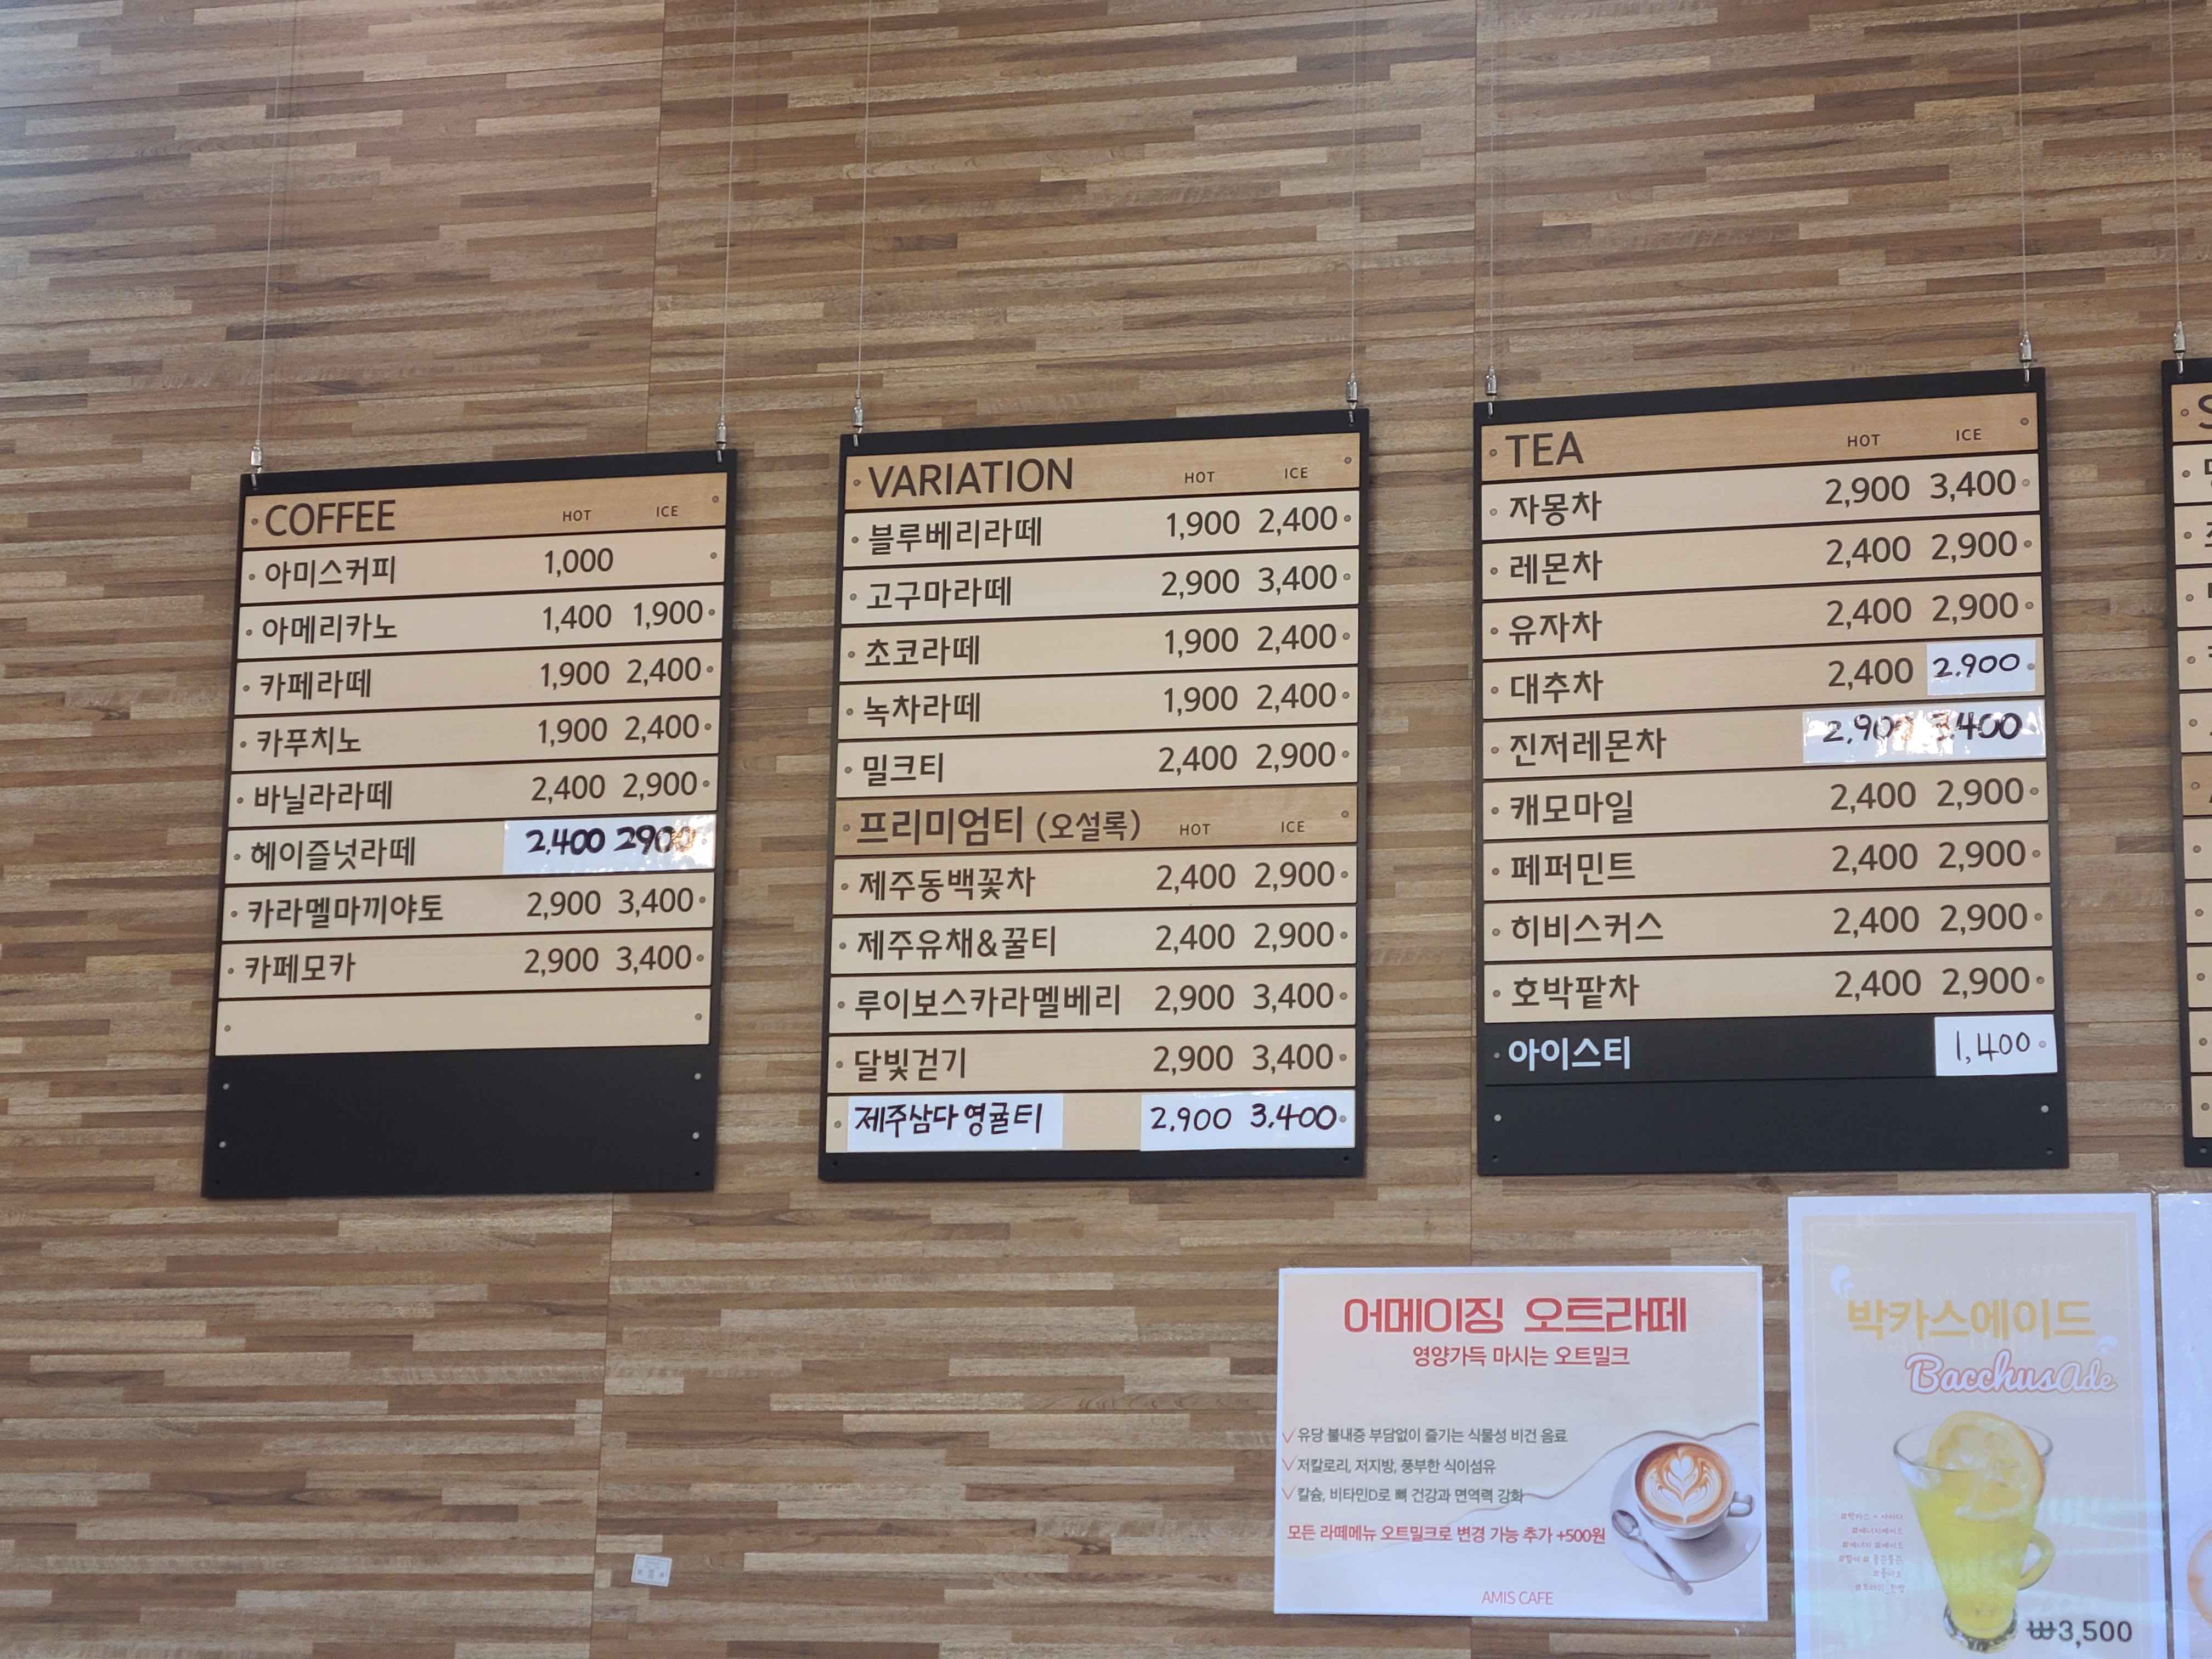 COFFEE HOT ICE
아미스커피 1,000
아메리카노 1,400 1,900
카페라떼 1,900 2,400
카푸치노 1,900 2,400
바닐라라떼 2,400 2,900
헤이즐넛라떼 2.400 2900
카라멜마끼야토 2,900 3,400
카페모카 2,900 3,400
VARIATION HOT ICE
블루베리라떼 1,900 2,400
고구마라떼 2,900 3,400
초코라떼 1,900 2,400
녹차라떼 1,900 2,400
밀크티 2,400 2,900
프리미엄티 (오설록) HOT ICE
제주동백꽃차 2,400 2,900
제주유채&꿀티 2,400 2,900
루이보스카라멜베리 2,900 3,400
달빛걷기 2,900 3,400
제주삼다영귤티 2.900 3.400
TEA HOT ICE
자몽차 2,900 3,400
레몬차 2,400 2,900
유자차 2,400 2,900
대추차 2,400 2.900
진저레몬차 2.900 3.400
캐모마일 2,400 2,900
페퍼민트 2,400 2,900
히비스커스 2,400 2,900
호박팥차 2,400 2,900
아이스티 1,400
어메이징 오트라떼
영양가득 마시는 오트밀크
유당 불내증 부담없이 즐기는 식물성 비건 음료
저칼로리, 저지방, 풍부한 식이섬유
칼슘, 비타민D로 뼈 건강과 면역력 강화
모든 라떼메뉴 오트밀크로 변경 가능 추가 +500원
AMIS CAFE
박카스에이드
BacchusAde
₩3,500